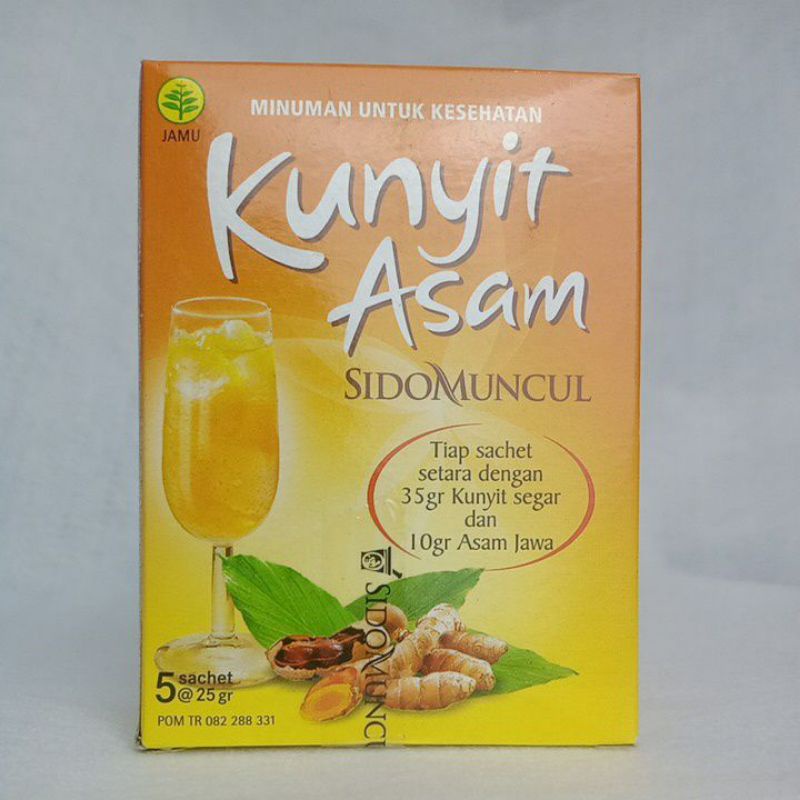 JAMU
MINUMAN UNTUK KESEHATAN
Kunyit
Asam
SIDOMUNCUL
Tiap sachet
setara dengan
35gr Kunyit segar
dan
10gr Asam Jawa
SIDOMUNCU
5 sachet
@ 25 gr
POM TR 082 288 331